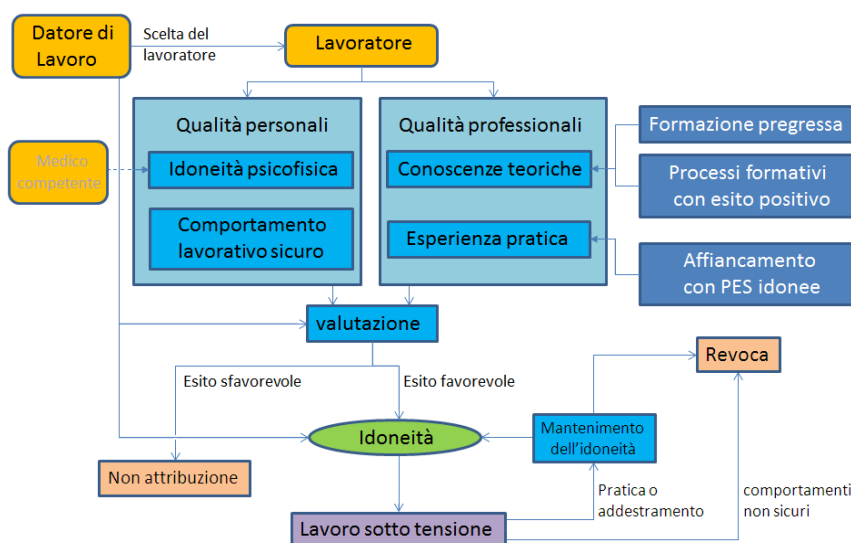 Datore di
Lavoro
Scelta del
lavoratore
Lavoratore
Qualità personali
Qualità professionali
Formazione pregressa
Medico
competente
Idoneità psicofisica
Conoscenze teoriche
Processi formativi
con esito positivo
Comportamento
lavorativo sicuro
Esperienza pratica
Affiancamento
con PES idonee
valutazione
Revoca
Esito sfavorevole
Esito favorevole
Idoneità
Mantenimento
dell'idoneità
Non attribuzione
Pratica o
addestramento
comportamenti
non sicuri
Lavoro sotto tensione